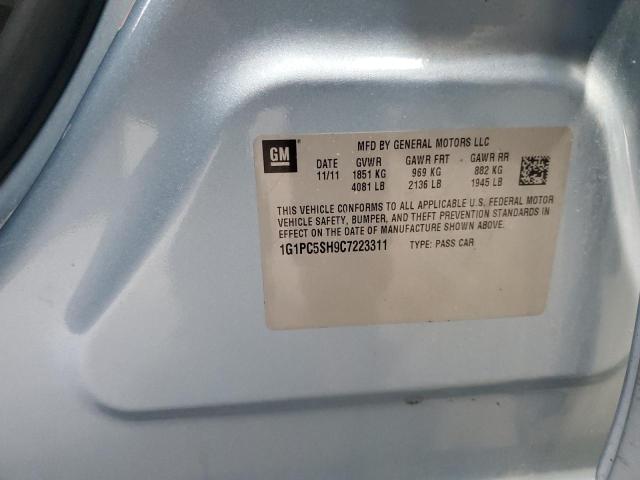 GM
MFD BY GENERAL MOTORS LLC
DATE GVWR GAWR FRT GAWR RR
11/11 1851 KG 969 KG 882 KG
4081 LB 2136 LB 1945 LB
THIS VEHICLE CONFORMS TO ALL APPLICABLE U.S. FEDERAL MOTOR
VEHICLE SAFETY, BUMPER, AND THEFT PREVENTION STANDARDS IN
EFFECT ON THE DATE OF MANUFACTURE SHOWN ABOVE.
1G1PC5SH9C7223311 TYPE: PASS CAR